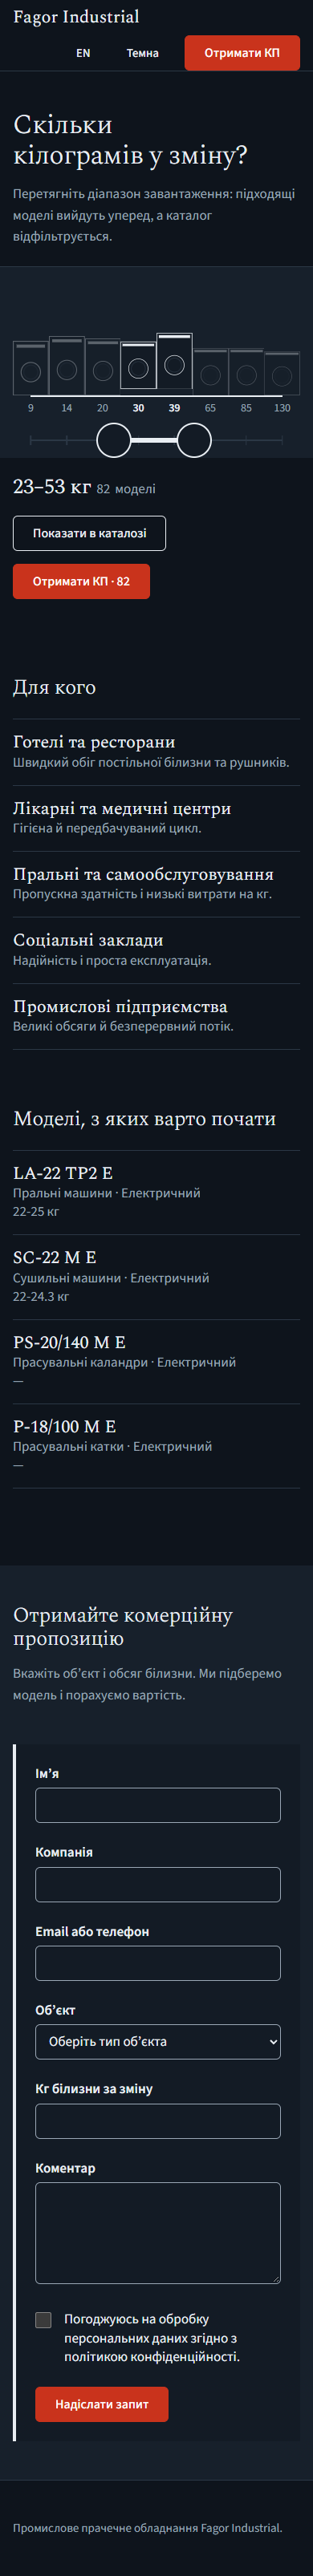 Fagor Industrial
EN
Темна
Отримати КП
Скільки
кілограмів у зміну?
Перетягніть діапазон завантаження: підходящі
моделі вийдуть уперед, а каталог
відфільтрується.
9 14 20 30 39 65 85 130
23–53 кг 82 моделі
Показати в каталозі
Отримати КП · 82
Для кого
Готелі та ресторани
Швидкий обіг постільної білизни та рушників.
Лікарні та медичні центри
Гігієна й передбачуваний цикл.
Пральні та самообслуговування
Пропускна здатність і низькі витрати на кг.
Соціальні заклади
Надійність і проста експлуатація.
Промислові підприємства
Великі обсяги й безперервний потік.
Моделі, з яких варто почати
LA-22 TP2 E
Пральні машини · Електричний
22-25 кг
SC-22 M E
Сушильні машини · Електричний
22-24.3 кг
PS-20/140 M E
Прасувальні каландри · Електричний
—
P-18/100 M E
Прасувальні катки · Електричний
—
Отримайте комерційну
пропозицію
Вкажіть об’єкт і обсяг білизни. Ми підберемо
модель і порахуємо вартість.
Ім’я
Компанія
Email або телефон
Об’єкт
Оберіть тип об’єкта
Кг білизни за зміну
Коментар
Погоджуюсь на обробку
персональних даних згідно з
політикою конфіденційності.
Надіслати запит
Промислове прачечне обладнання Fagor Industrial.